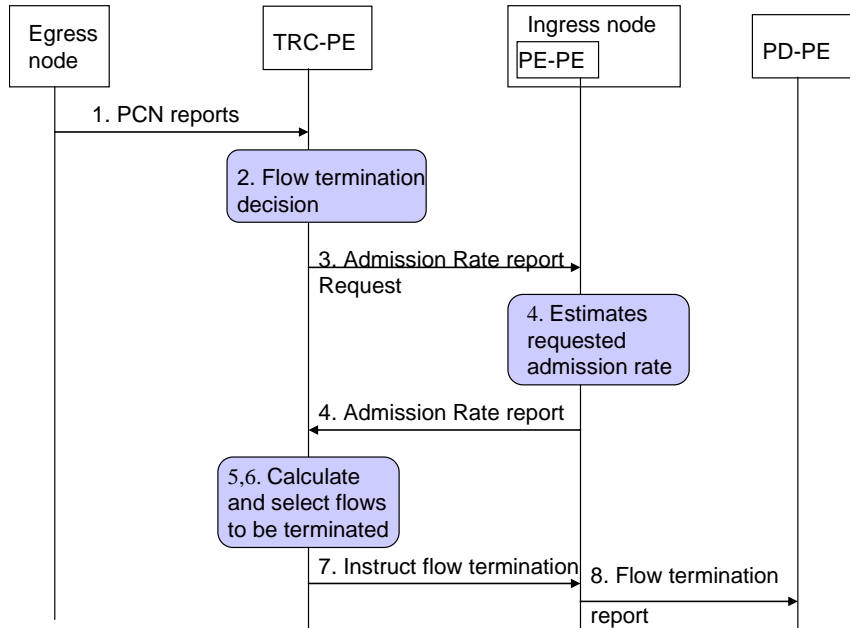 Egress
node
TRC-PE
Ingress node
PE-PE
PD-PE
1. PCN reports
2. Flow termination
decision
3. Admission Rate report
Request
4. Estimates
requested
admission rate
4. Admission Rate report
5,6. Calculate
and select flows
to be terminated
7. Instruct flow termination
8. Flow termination
report